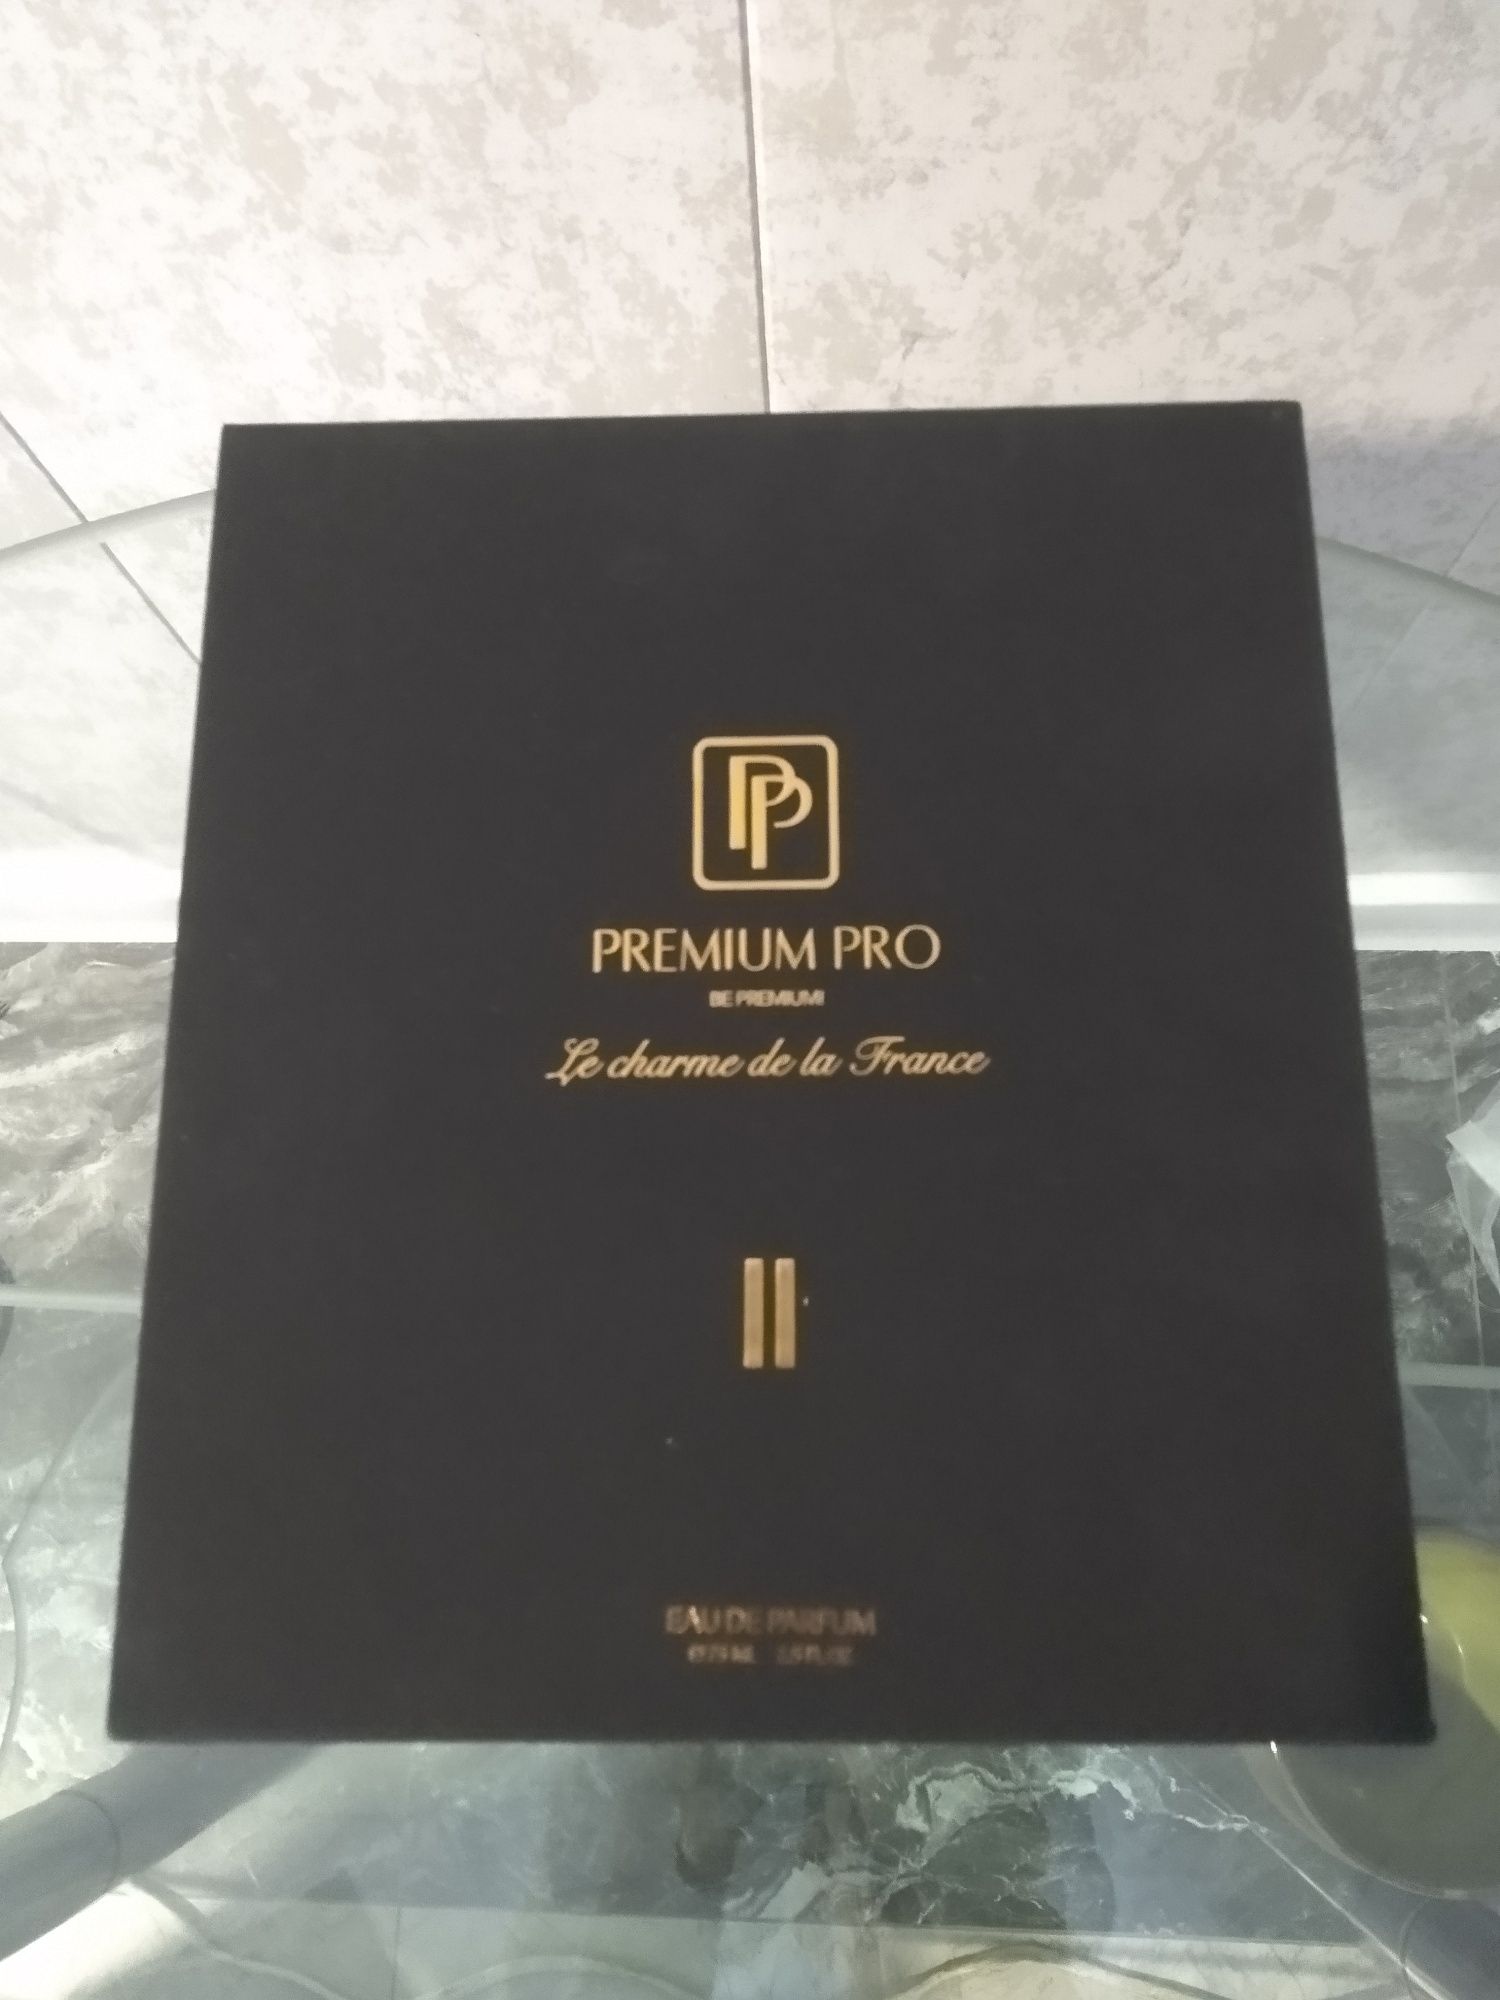 PP
PREMIUM PRO
BE PREMIUM!
Le charme de la France
II
EAU DE PARFUM